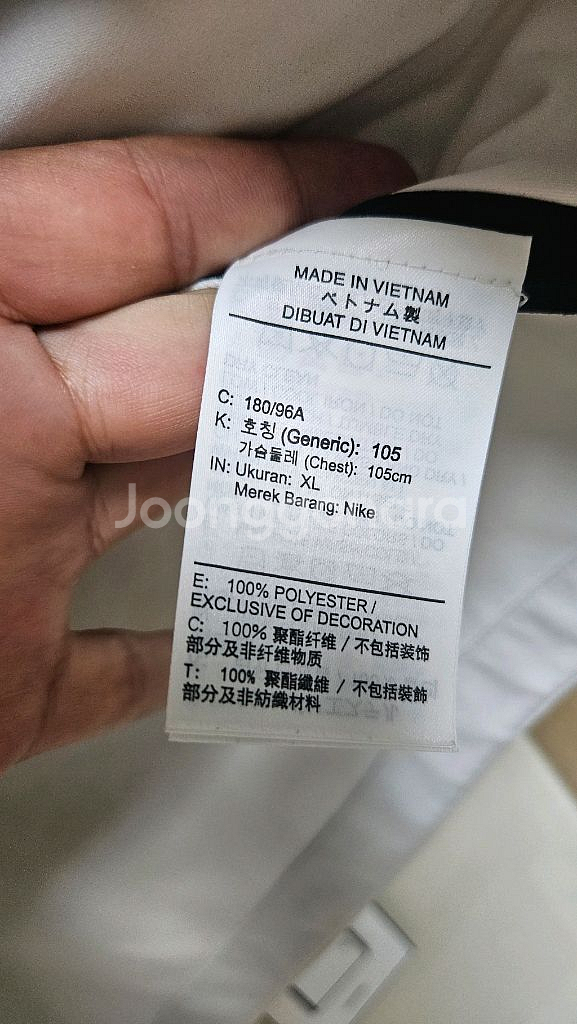 MADE IN VIETNAM
ベトナム製
DIBUAT DI VIETNAM
C: 180/96A
K: 호칭 (Generic): 105
가슴둘레 (Chest): 105cm
IN: Ukuran: XL
Merek Barang: Nike
Joonggonara
E: 100% POLYESTER /
EXCLUSIVE OF DECORATION
C: 100% 聚酯纤维 / 不包括装饰
部分及非纤维物质
T: 100% 聚酯纖維 / 不包括裝飾
部分及非紡織材料